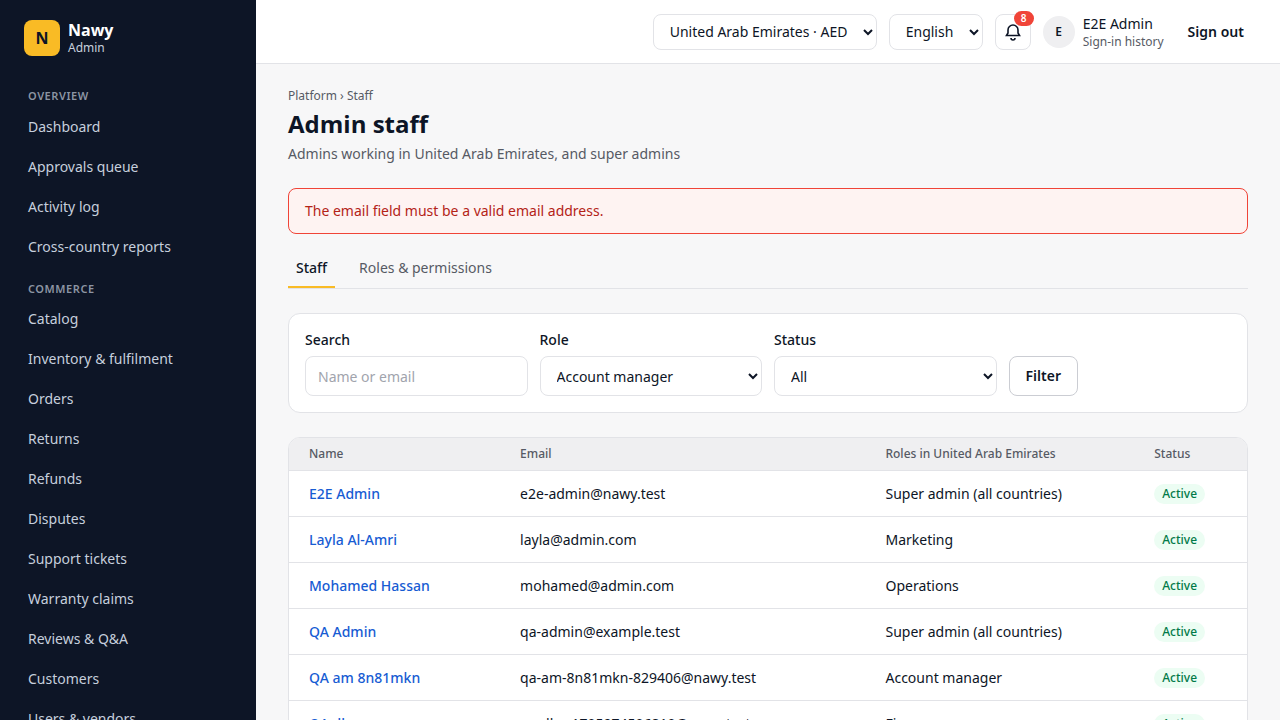 N
Nawy
Admin
United Arab Emirates · AED
English
8
E
E2E Admin
Sign-in history
Sign out
OVERVIEW
Dashboard
Approvals queue
Activity log
Cross-country reports
COMMERCE
Catalog
Inventory & fulfilment
Orders
Returns
Refunds
Disputes
Support tickets
Warranty claims
Reviews & Q&A
Customers
Users & vendors
Platform › Staff
Admin staff
Admins working in United Arab Emirates, and super admins
The email field must be a valid email address.
Staff Roles & permissions
Search Role Status
Name or email Account manager All Filter
Name Email Roles in United Arab Emirates Status
E2E Admin e2e-admin@nawy.test Super admin (all countries) Active
Layla Al-Amri layla@admin.com Marketing Active
Mohamed Hassan mohamed@admin.com Operations Active
QA Admin qa-admin@example.test Super admin (all countries) Active
QA am 8n81mkn qa-am-8n81mkn-829406@nawy.test Account manager Active